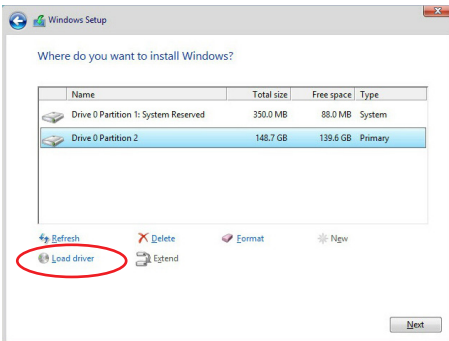 Windows Setup
Where do you want to install Windows?
Name Total size Free space Type
Drive 0 Partition 1: System Reserved 350.0 MB 88.0 MB System
Drive 0 Partition 2 148.7 GB 139.6 GB Primary
Refresh Delete Format New
Load driver Extend
Next